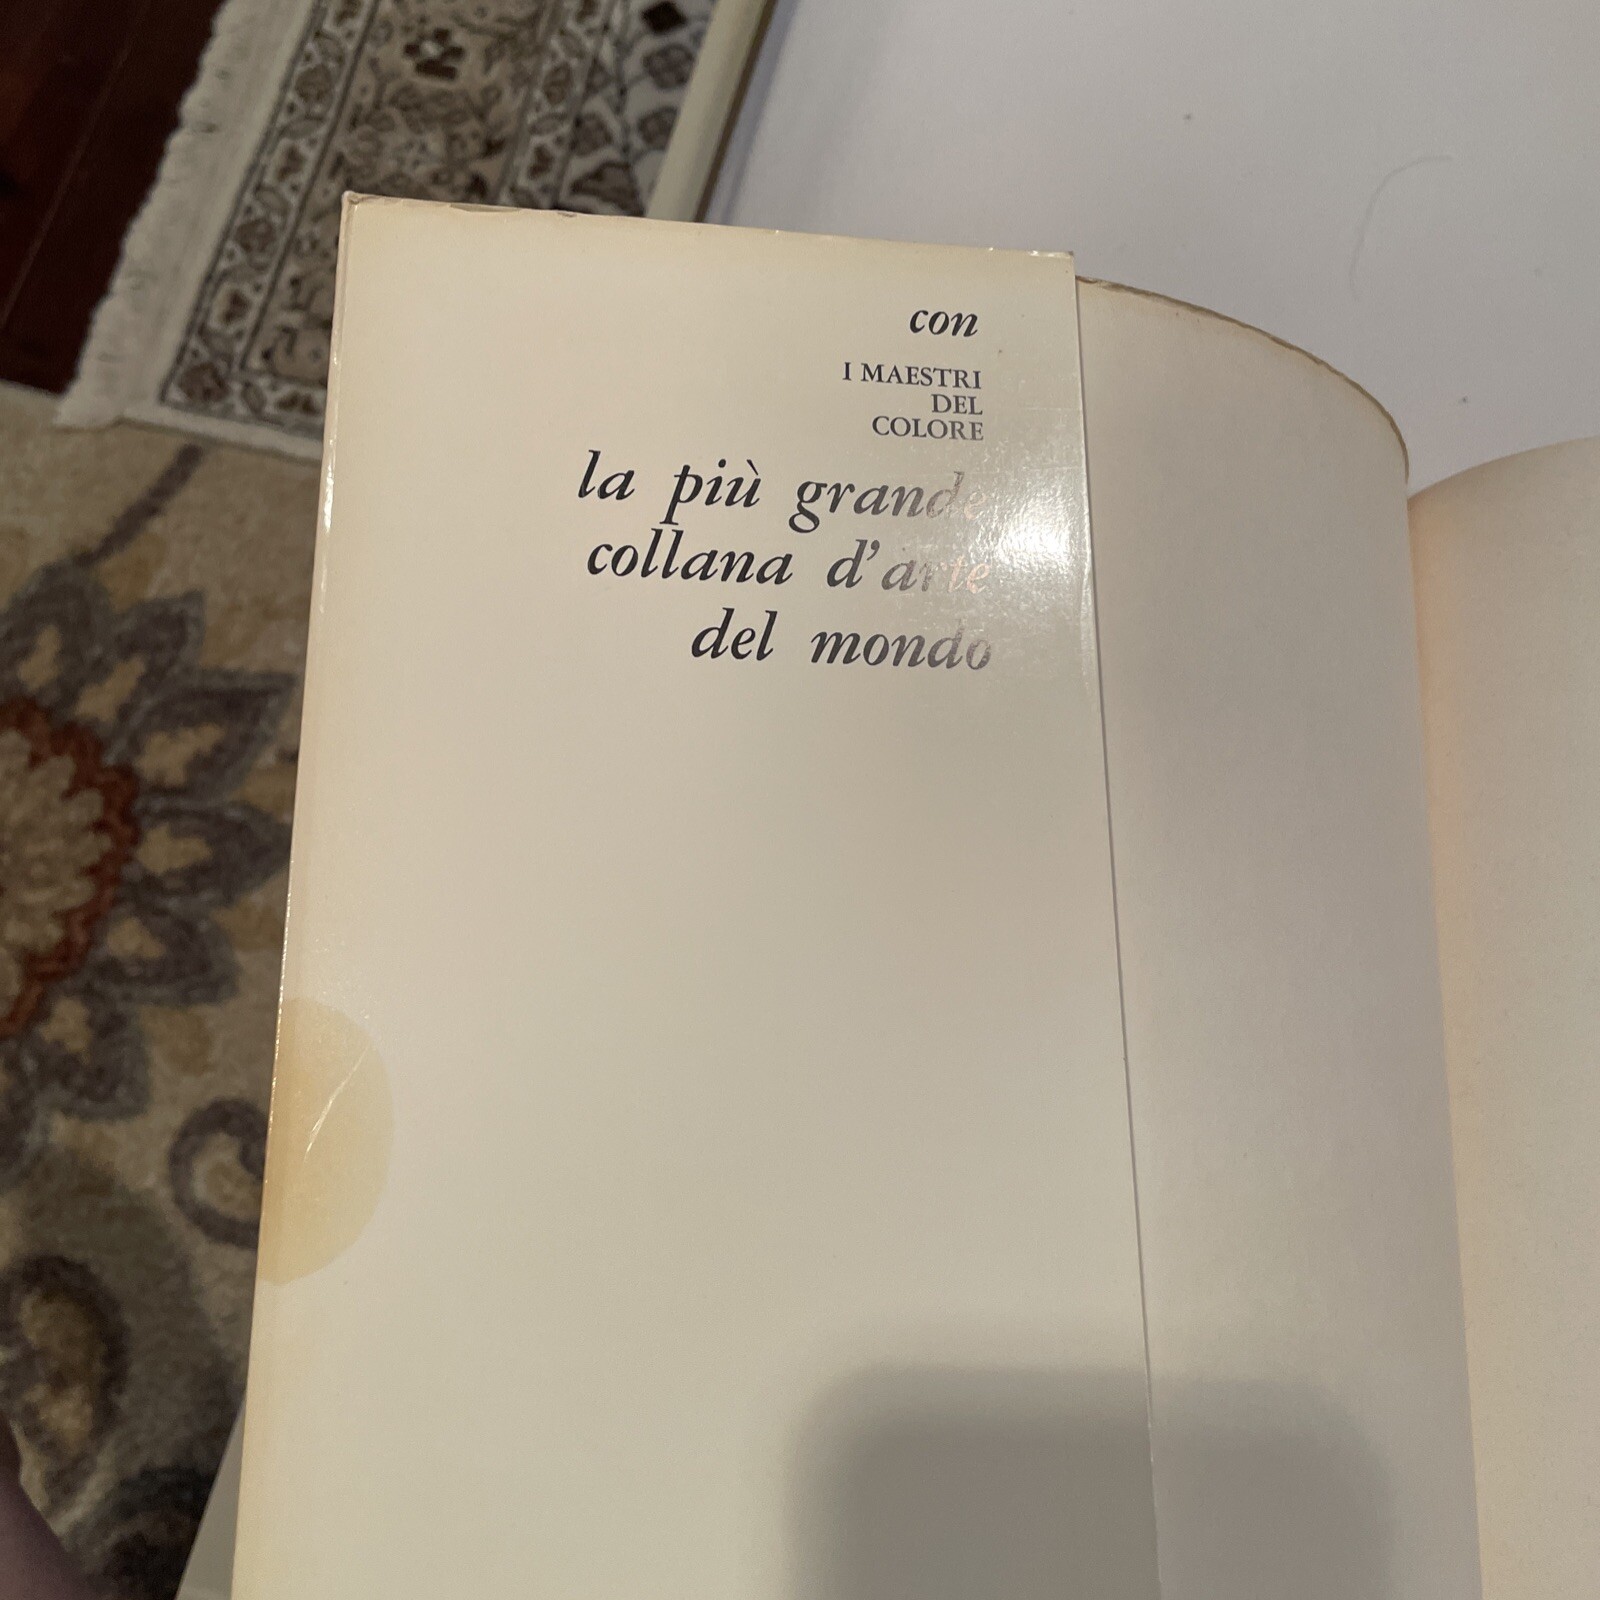 con
I MAESTRI
DEL
COLORE
la più grande
collana d'arte
del mondo